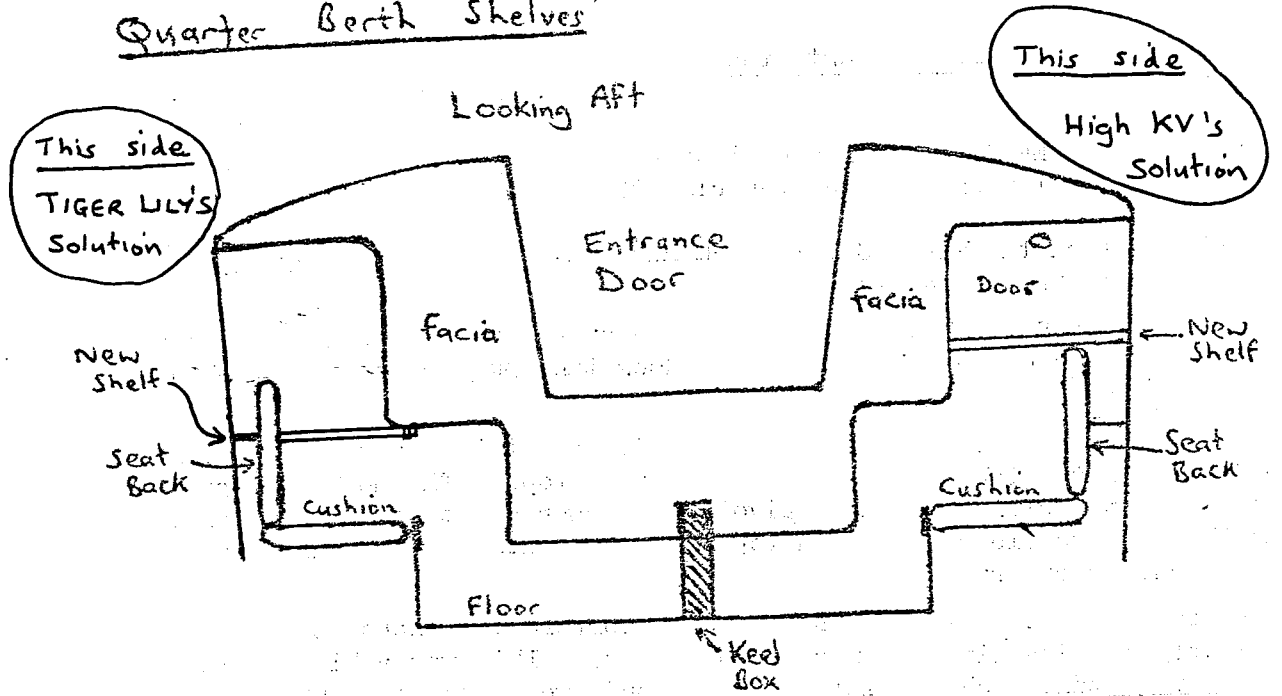 Quarter Berth Shelves
Looking Aft
This side
TIGER LILY'S
Solution
This side
High KV's
Solution
Entrance
Door
facia
facia
Door
New
Shelf
New
Shelf
Seat
Back
Seat
Back
Cushion
Cushion
Floor
Keel
Box